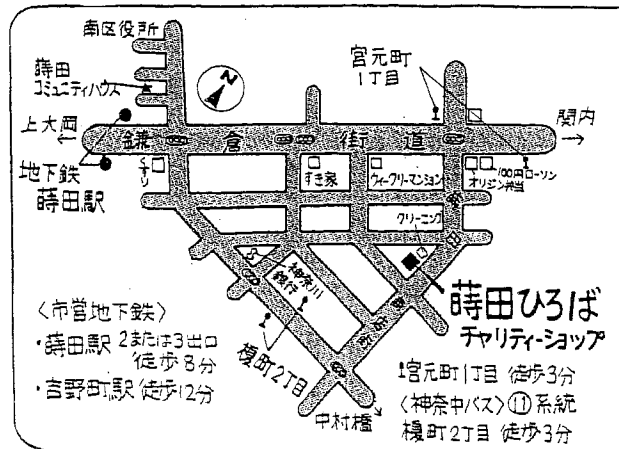 南区役所
蒔田
コミュニティハウス
N
宮元町
1丁目
上大岡
鎌倉街道
関内
地下鉄
蒔田駅
くすり
すき家
ウィークリーマンション
オリジン弁当
100円ローソン
クリーニング
蒔田
商店街
神奈川
銀行
蒔田ひろば
チャリティーショップ
榎町2丁目
中村橋
〈市営地下鉄〉
・蒔田駅 2または3出口
徒歩8分
・吉野町駅 徒歩12分
宮元町1丁目 徒歩3分
〈神奈中バス〉⑪系統
榎町2丁目 徒歩3分